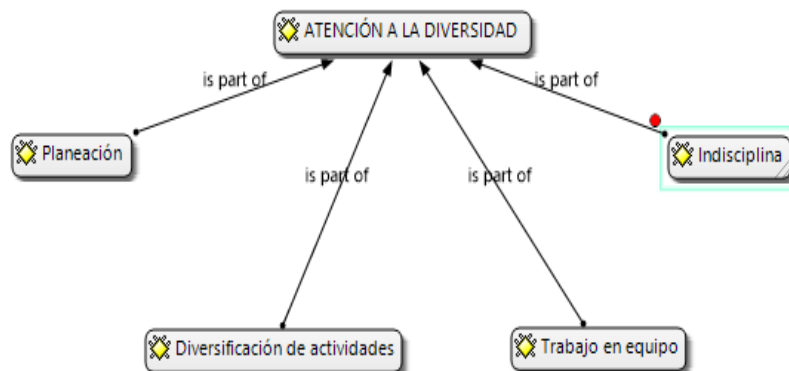 ATENCIÓN A LA DIVERSIDAD
is part of
is part of
Planeación
Indisciplina
is part of
is part of
Diversificación de actividades
Trabajo en equipo